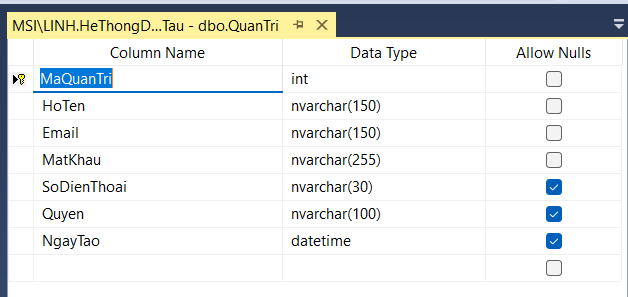 MSI\LINH.HeThongD...Tau - dbo.QuanTri
Column Name Data Type Allow Nulls
MaQuanTri int
HoTen nvarchar(150)
Email nvarchar(150)
MatKhau nvarchar(255)
SoDienThoai nvarchar(30)
Quyen nvarchar(100)
NgayTao datetime